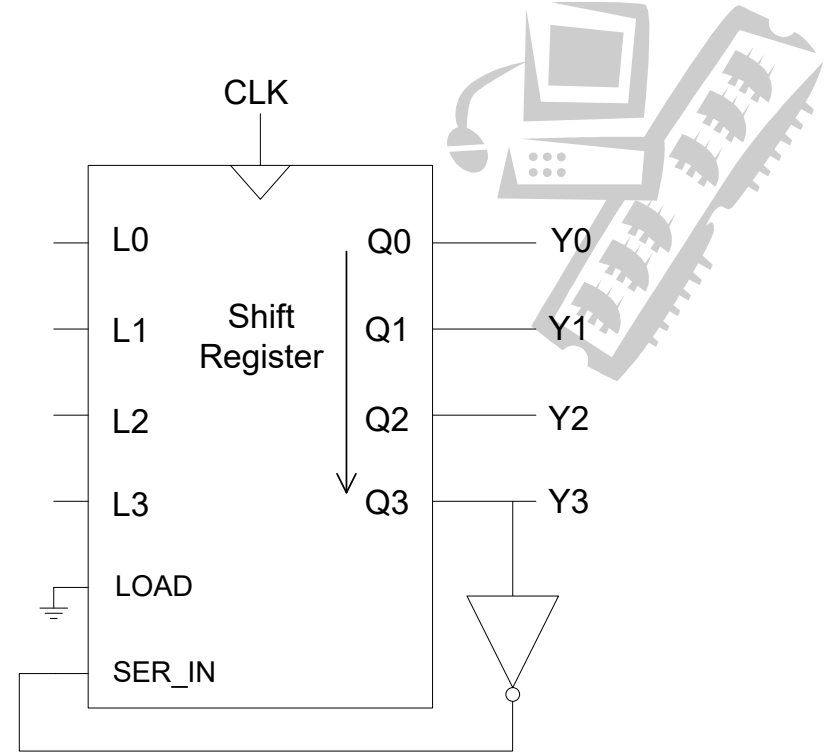 CLK
L0
Q0
Y0
Shift
Register
L1
Q1
Y1
L2
Q2
Y2
L3
Q3
Y3
LOAD
SER_IN